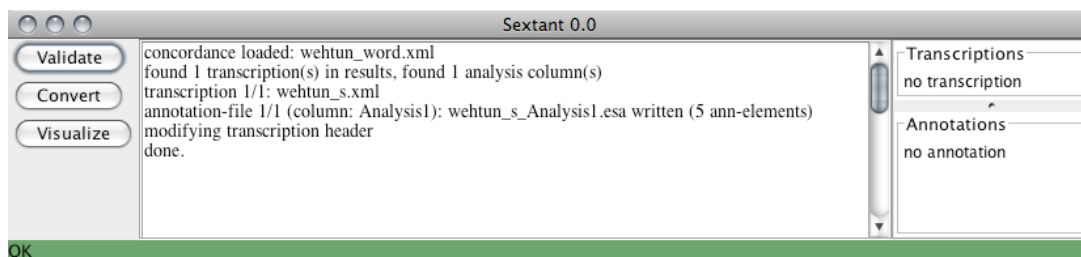 Sextant 0.0
Validate
Convert
Visualize
concordance loaded: wehtun_word.xml
found 1 transcription(s) in results, found 1 analysis column(s)
transcription 1/1: wehtun_s.xml
annotation-file 1/1 (column: Analysis1): wehtun_s_Analysis1.esa written (5 ann-elements)
modifying transcription header
done.
Transcriptions
no transcription
Annotations
no annotation
OK